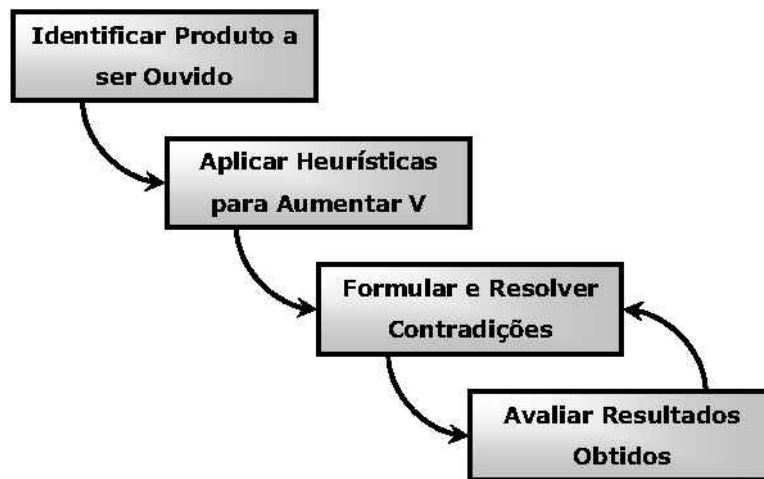 Identificar Produto a
ser Ouvido
Aplicar Heurísticas
para Aumentar V
Formular e Resolver
Contradições
Avaliar Resultados
Obtidos